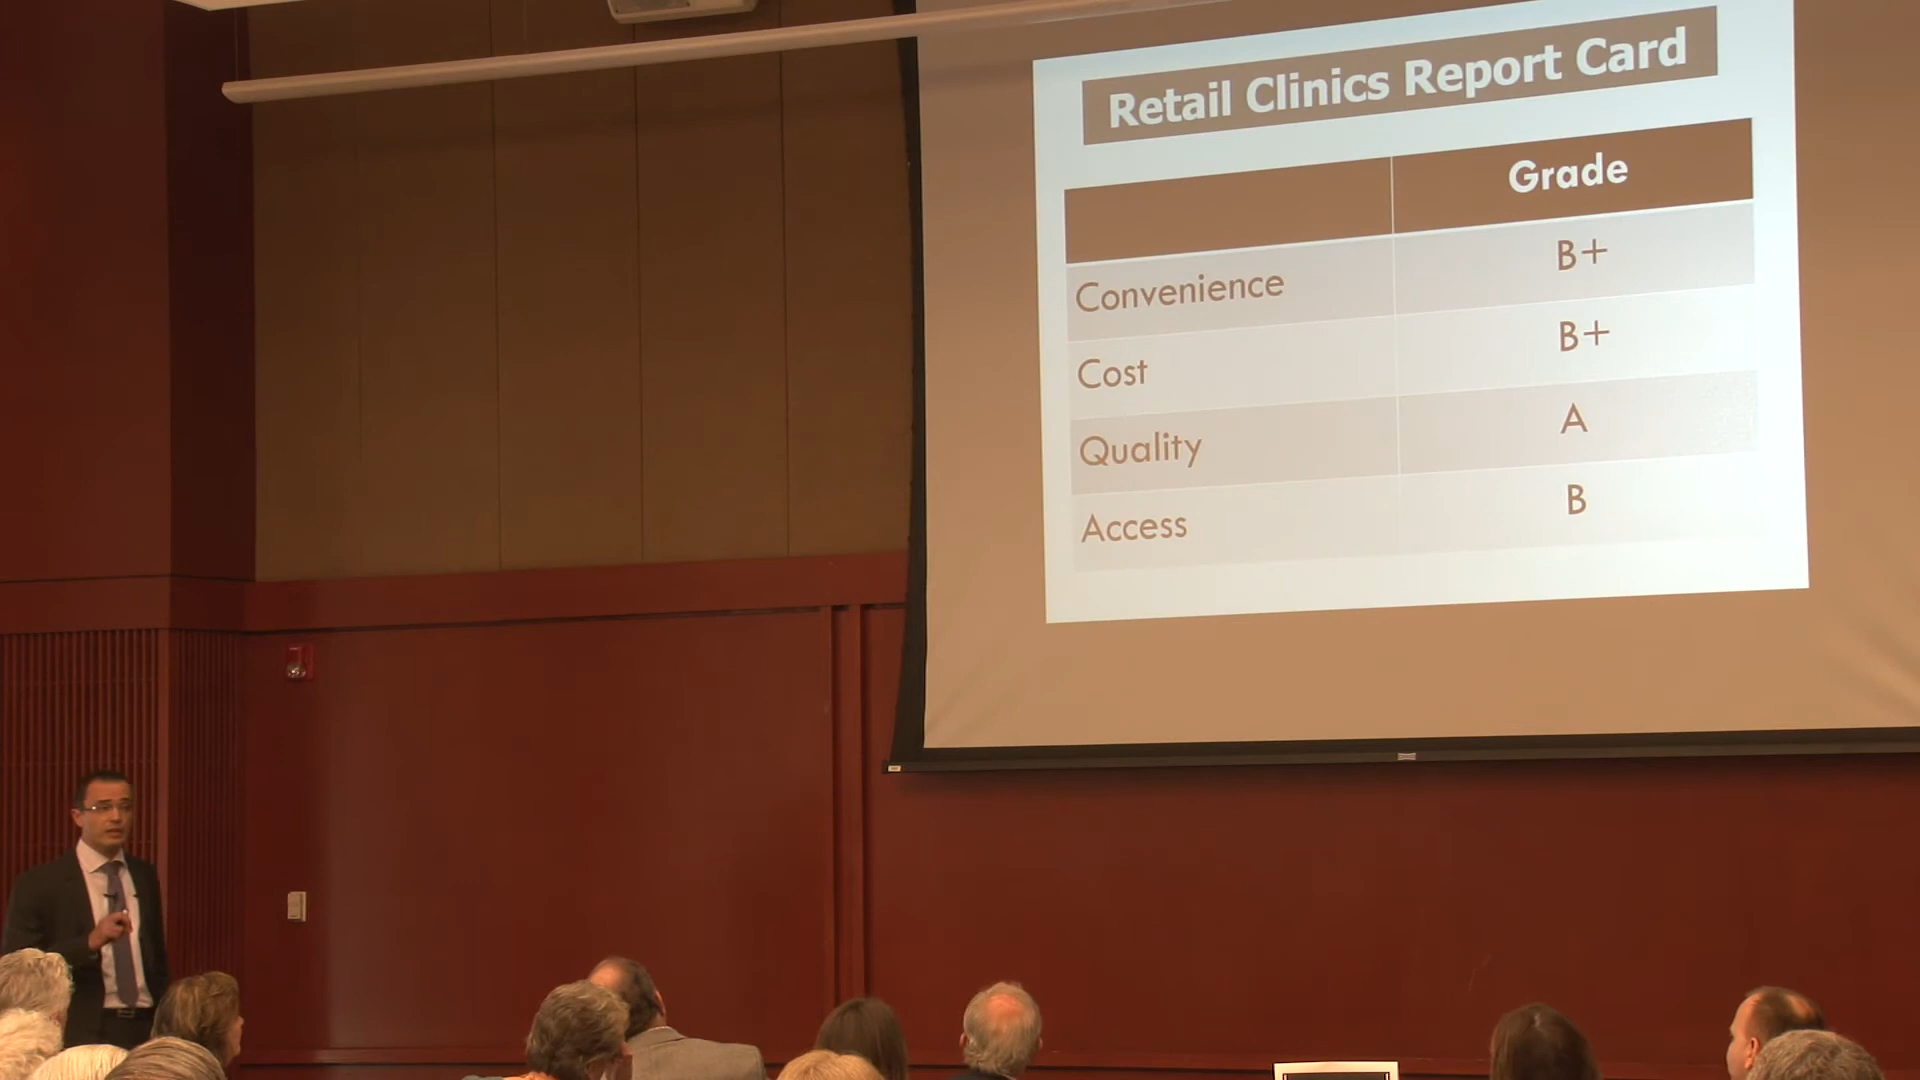 Retail Clinics Report Card
Grade
Convenience B+
Cost B+
Quality A
Access B